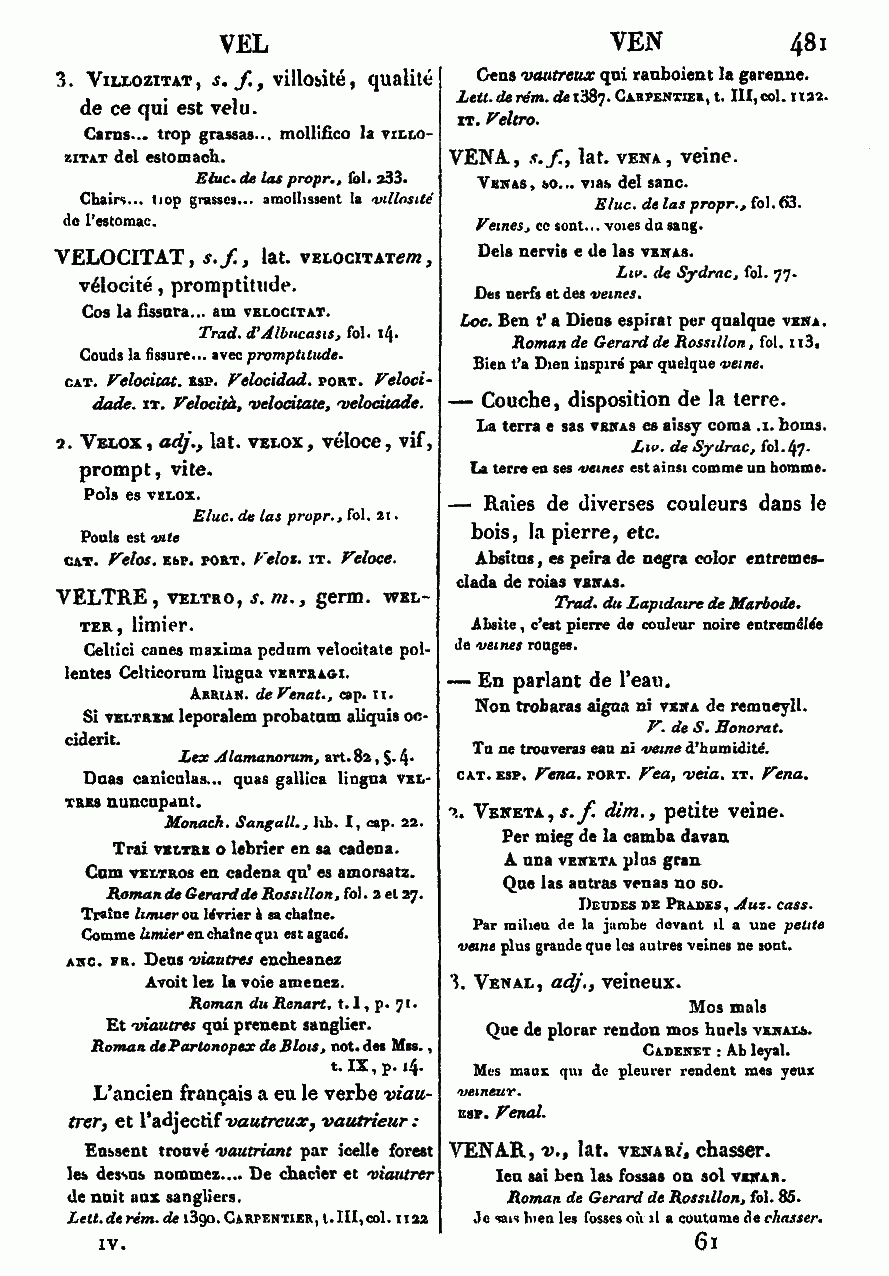 VEL
VEN
481
3. VILLOZITAT, s. f., villosité, qualité
de ce qui est velu.
Carns... trop grassas... mollifico la VILLO-
ZITAT del estomach.
Eluc. de las propr., fol. 233.
Chairs... trop grasses... amollissent la villosité
de l'estomac.
VELOCITAT, s. f., lat. VELOCITATem,
vélocité, promptitude.
Cos la fissura... am VELOCITAT.
Trad. d'Albucasis, fol. 14.
Couds la fissure... avec promptitude.
CAT. Velocitat. ESP. Velocidad. PORT. Veloci-
dade. IT. Velocità, velocitate, velocitade.
2. VELOX, adj., lat. VELOX, véloce, vif,
prompt, vite.
Pols es VELOX.
Eluc. de las propr., fol. 21.
Pouls est vite
CAT. Velos. ESP. PORT. Veloz. IT. Veloce.
VELTRE, VELTRO, s. m., germ. WEL-
TER, limier.
Celtici canes maxima pedum velocitate pol-
lentes Celticorum lingua VERTRAGI.
ARRIAN. de Venat., cap. 11.
Si VELTREM leporalem probatum aliquis oc-
ciderit.
Lex Alamanorum, art. 82, §. 4.
Duas caniculas... quas gallica lingua VEL-
TRES nuncupant.
Monach. Sangall., lib. I, cap. 22.
Trai VELTRE o lebrier en sa cadena.
Cum VELTROS en cadena qu' es amorsatz.
Roman de Gerard de Rossillon, fol. 2 et 27.
Traîne limier ou lévrier à sa chaîne.
Comme limier en chaîne qui est agacé.
ANC. FR. Deus viautres encheanez
Avoit lez la voie amenez.
Roman du Renart, t. I, p. 71.
Et viautres qui prenent sanglier.
Roman de Partonopex de Blois, not. des Mss.,
t. IX, p. 14.
L'ancien français a eu le verbe viau-
trer, et l'adjectif vautreux, vautrieur :
Eussent trouvé vautriant par icelle forest
les dessus nommez.... De chacier et viautrer
de nuit aux sangliers.
Lett. de rém. de 1390. CARPENTIER, t. III, col. 1122
IV.
Gens vautreux qui rauboient la garenne.
Lett. de rém. de 1387. CARPENTIER, t. III, col. 1122.
IT. Veltro.
VENA, s. f., lat. VENA, veine.
VENAS, so... vias del sanc.
Eluc. de las propr., fol. 63.
Veines, ce sont... voies du sang.
Dels nervis e de las VENAS.
Liv. de Sydrac, fol. 77.
Des nerfs et des veines.
Loc. Ben t' a Dieus espirat per qualque VENA.
Roman de Gerard de Rossillon, fol. 113.
Bien t'a Dieu inspiré par quelque veine.
— Couche, disposition de la terre.
La terra e sas VENAS es aissy coma .I. homs.
Liv. de Sydrac, fol. 47.
La terre en ses veines est ainsi comme un homme.
— Raies de diverses couleurs dans le
bois, la pierre, etc.
Absitus, es peira de negra color entremes-
clada de roias VENAS.
Trad. du Lapidaire de Marbode.
Absite, c'est pierre de couleur noire entremêlée
de veines rouges.
— En parlant de l'eau.
Non trobaras aigua ni VENA de remueyll.
V. de S. Honorat.
Tu ne trouveras eau ni veine d'humidité.
CAT. ESP. Vena. PORT. Vea, veia. IT. Vena.
2. VENETA, s. f. dim., petite veine.
Per mieg de la camba davan
A una VENETA plus gran
Que las autras venas no so.
DEUDES DE PRADES, Auz. cass.
Par milieu de la jambe devant il a une petite
veine plus grande que les autres veines ne sont.
3. VENAL, adj., veineux.
Mos mals
Que de plorar rendon mos huels VENALS.
CADENET : Ab leyal.
Mes maux qui de pleurer rendent mes yeux
veineux.
ESP. Venal.
VENAR, v., lat. VENARi, chasser.
Ieu sai ben las fossas on sol VENAR.
Roman de Gerard de Rossillon, fol. 85.
Je sais bien les fosses où il a coutume de chasser.
61